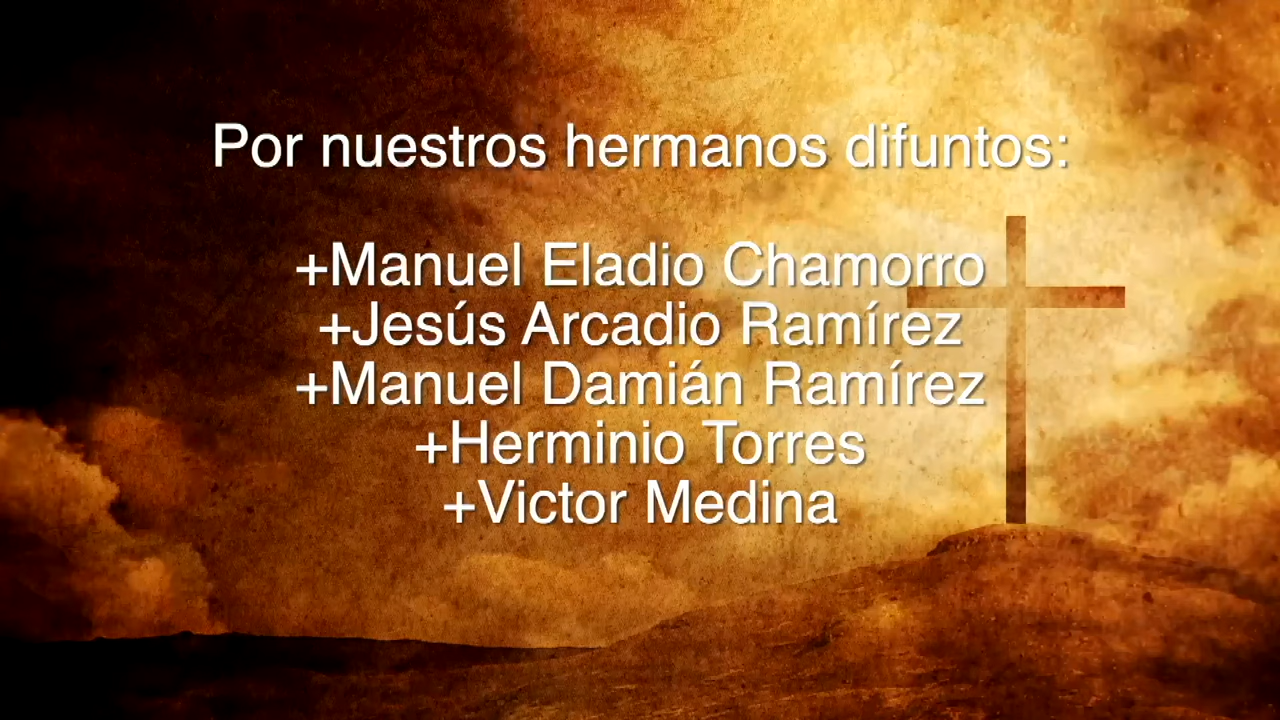 Por nuestros hermanos difuntos:
+Manuel Eladio Chamorro
+Jesús Arcadio Ramírez
+Manuel Damián Ramírez
+Herminio Torres
+Victor Medina